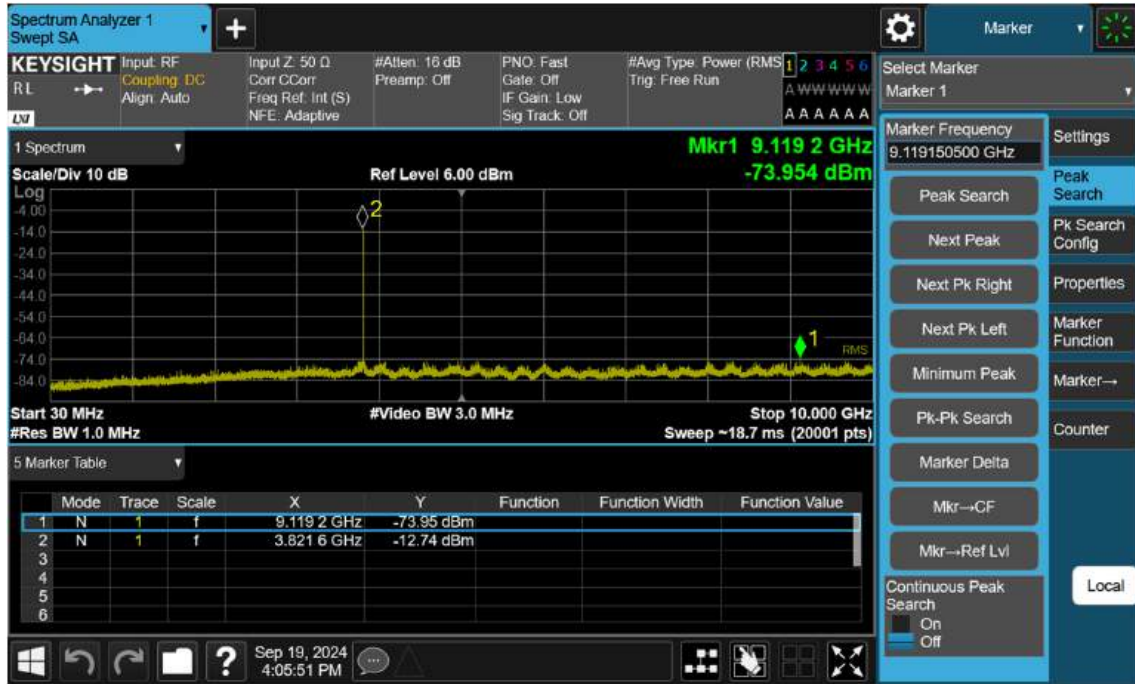 Spectrum Analyzer 1
Swept SA
+
Marker
KEYSIGHT
RL
LXI
Input: RF
Coupling: DC
Align: Auto
Input Z: 50 Ω
Corr CCorr
Freq Ref: Int (S)
NFE: Adaptive
#Atten: 16 dB
Preamp: Off
PNO: Fast
Gate: Off
IF Gain: Low
Sig Track: Off
#Avg Type: Power (RMS
Trig: Free Run
1 2 3 4 5 6
A W W W W W
A A A A A A
Select Marker
Marker 1
1 Spectrum
Mkr1 9.119 2 GHz
-73.954 dBm
Scale/Div 10 dB
Ref Level 6.00 dBm
Log
-4.00
-14.0
-24.0
-34.0
-44.0
-54.0
-64.0
-74.0
-84.0
2
1
RMS
Start 30 MHz
#Video BW 3.0 MHz
Stop 10.000 GHz
#Res BW 1.0 MHz
Sweep ~18.7 ms (20001 pts)
5 Marker Table
Mode Trace Scale X Y Function Function Width Function Value
1 N 1 f 9.119 2 GHz -73.95 dBm
2 N 1 f 3.821 6 GHz -12.74 dBm
3
4
5
6
Marker Frequency
9.119150500 GHz
Peak Search
Next Peak
Next Pk Right
Next Pk Left
Minimum Peak
Pk-Pk Search
Marker Delta
Mkr→CF
Mkr→Ref Lvl
Continuous Peak
Search
On
Off
Settings
Peak
Search
Pk Search
Config
Properties
Marker
Function
Marker→
Counter
Local
?
Sep 19, 2024
4:05:51 PM